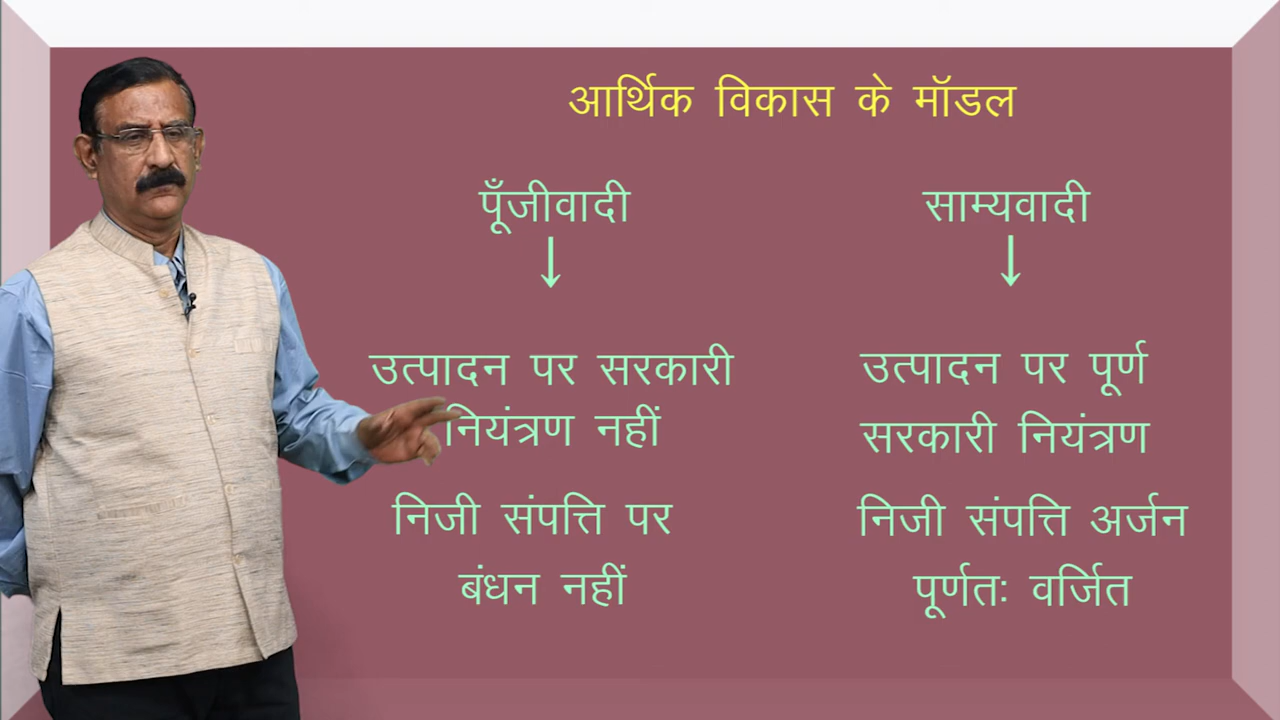 आर्थिक विकास के मॉडल
पूँजीवादी
↓
उत्पादन पर सरकारी
नियंत्रण नहीं
निजी संपत्ति पर
बंधन नहीं
साम्यवादी
↓
उत्पादन पर पूर्ण
सरकारी नियंत्रण
निजी संपत्ति अर्जन
पूर्णतः वर्जित